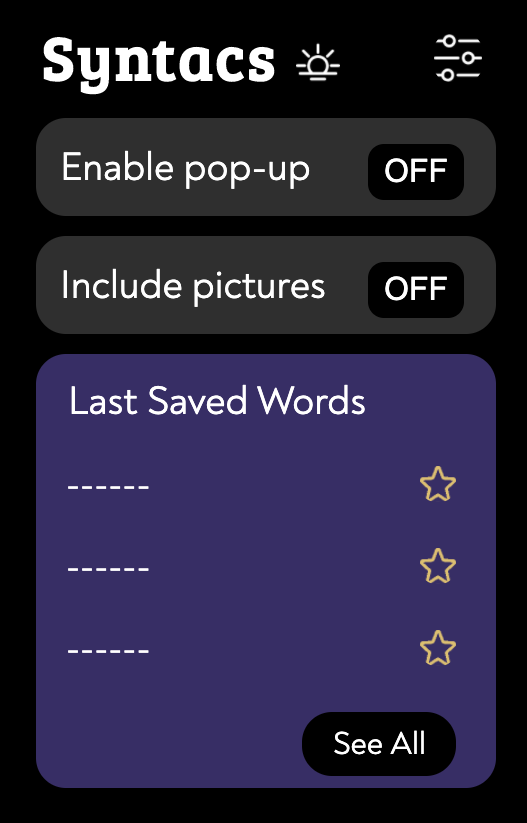 Syntacs
Enable pop-up OFF
Include pictures OFF
Last Saved Words
------
------
------
See All